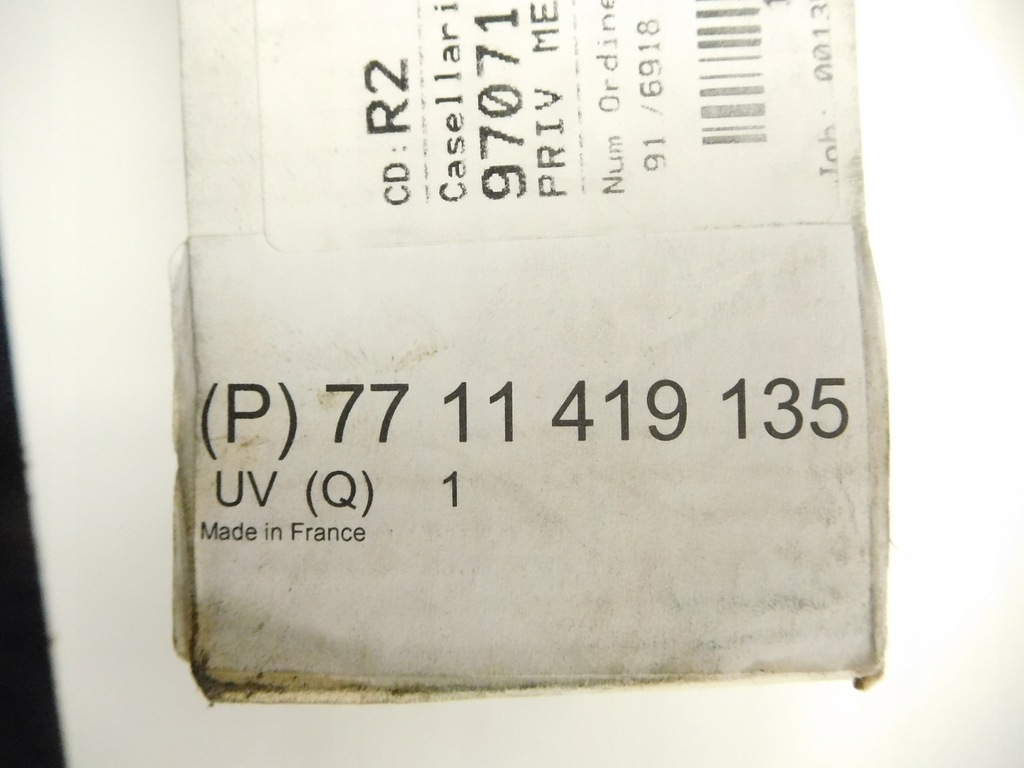 CD:R2
Casellari
97071
PRIV ME
Num Ordine
91 /6918
(P) 77 11 419 135
UV (Q) 1
Made in France